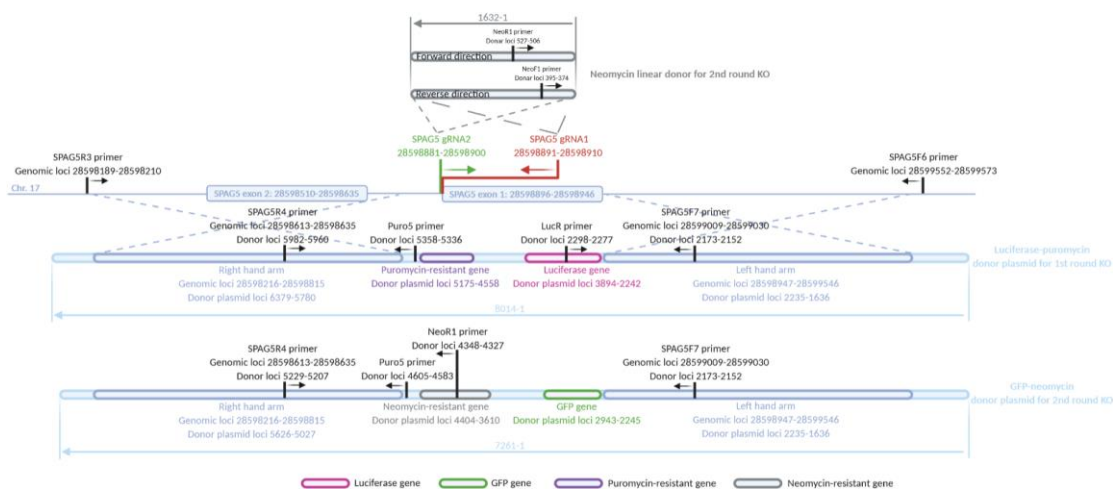 1632-1
NeoR1 primer
Donar loci 527-506
Forward direction
NeoF1 primer
Donar loci 395-374
Reverse direction
Neomycin linear donor for 2nd round KO
SPAG5 gRNA2
28598881-28598900
SPAG5 gRNA1
28598891-28598910
SPAG5R3 primer
Genomic loci 28598189-28598210
SPAG5F6 primer
Genomic loci 28599552-28599573
Chr. 17
SPAG5 exon 2: 28598510-28598635
SPAG5 exon 1: 28598896-28598946
SPAG5R4 primer
Genomic loci 28598613-28598635
Donor loci 5982-5960
Puro5 primer
Donor loci 5358-5336
LucR primer
Donor loci 2298-2277
SPAG5F7 primer
Genomic loci 28599009-28599030
Donor loci 2173-2152
Luciferase-puromycin
donor plasmid for 1st round KO
Right hand arm
Genomic loci 28598216-28598815
Donor plasmid loci 6379-5780
Puromycin-resistant gene
Donor plasmid loci 5175-4558
Luciferase gene
Donor plasmid loci 3894-2242
Left hand arm
Genomic loci 28598947-28599546
Donor plasmid loci 2235-1636
8014-1
SPAG5R4 primer
Genomic loci 28598613-28598635
Donor loci 5229-5207
Puro5 primer
Donor loci 4605-4583
NeoR1 primer
Donor loci 4348-4327
SPAG5F7 primer
Genomic loci 28599009-28599030
Donor loci 2173-2152
GFP-neomycin
donor plasmid for 2nd round KO
Right hand arm
Genomic loci 28598216-28598815
Donor plasmid loci 5626-5027
Neomycin-resistant gene
Donor plasmid loci 4404-3610
GFP gene
Donor plasmid loci 2943-2245
Left hand arm
Genomic loci 28598947-28599546
Donor plasmid loci 2235-1636
7261-1
Luciferase gene
GFP gene
Puromycin-resistant gene
Neomycin-resistant gene